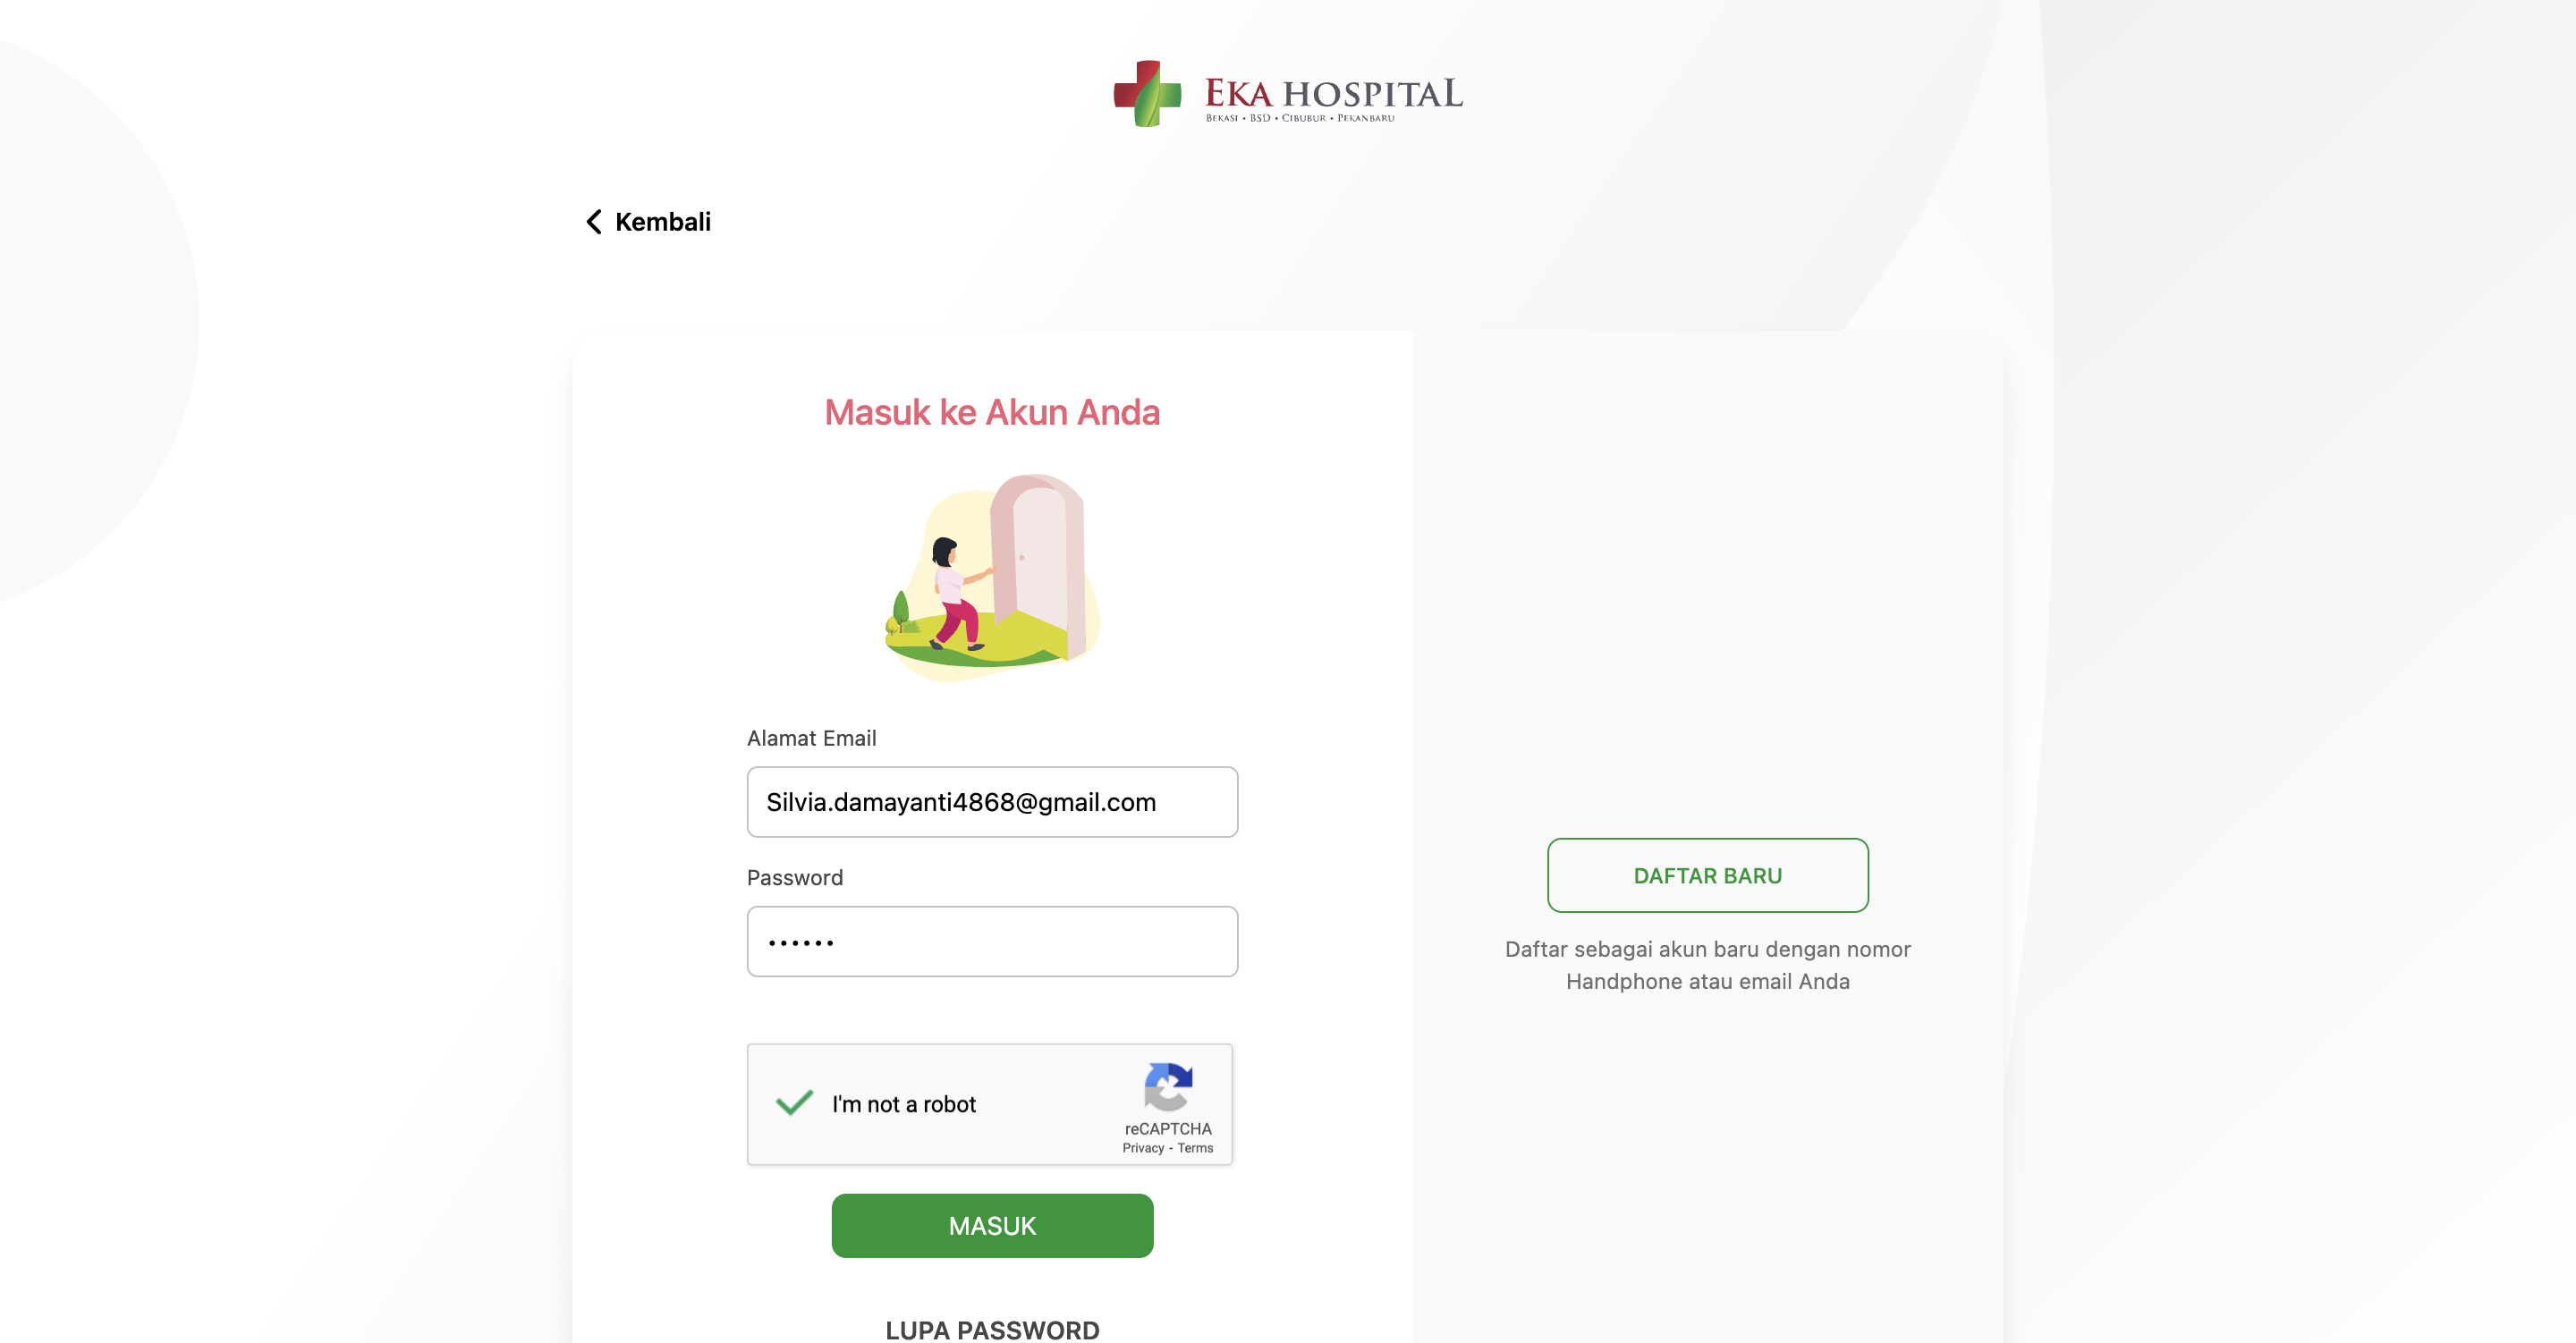 EKA HOSPITAL
BEKASI • BSD • CIBUBUR • PEKANBARU
Kembali
Masuk ke Akun Anda
Alamat Email
Silvia.damayanti4868@gmail.com
Password
••••••
I'm not a robot
reCAPTCHA
Privacy - Terms
MASUK
LUPA PASSWORD
DAFTAR BARU
Daftar sebagai akun baru dengan nomor
Handphone atau email Anda